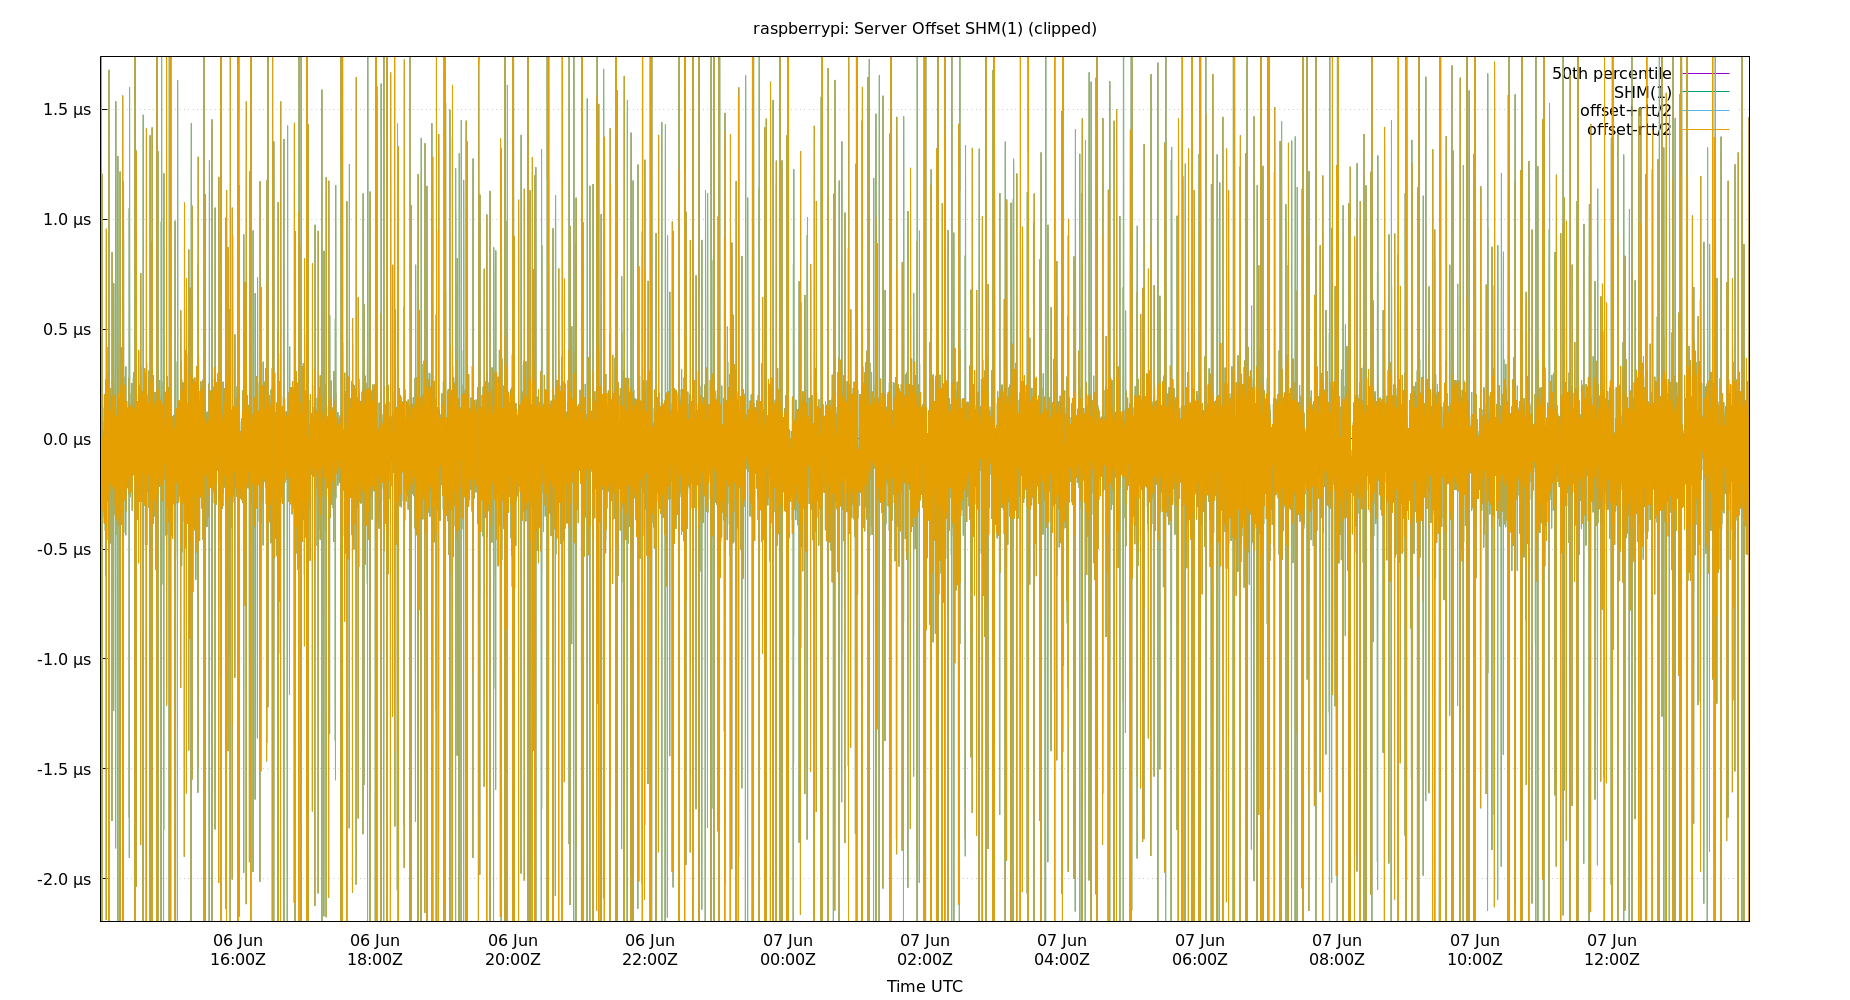 raspberrypi: Server Offset SHM(1) (clipped)
50th percentile
SHM(1)
offset+rtt/2
offset-rtt/2
1.5 µs
1.0 µs
0.5 µs
0.0 µs
-0.5 µs
-1.0 µs
-1.5 µs
-2.0 µs
06 Jun 06 Jun 06 Jun 06 Jun 07 Jun 07 Jun 07 Jun 07 Jun 07 Jun 07 Jun 07 Jun
16:00Z 18:00Z 20:00Z 22:00Z 00:00Z 02:00Z 04:00Z 06:00Z 08:00Z 10:00Z 12:00Z
Time UTC